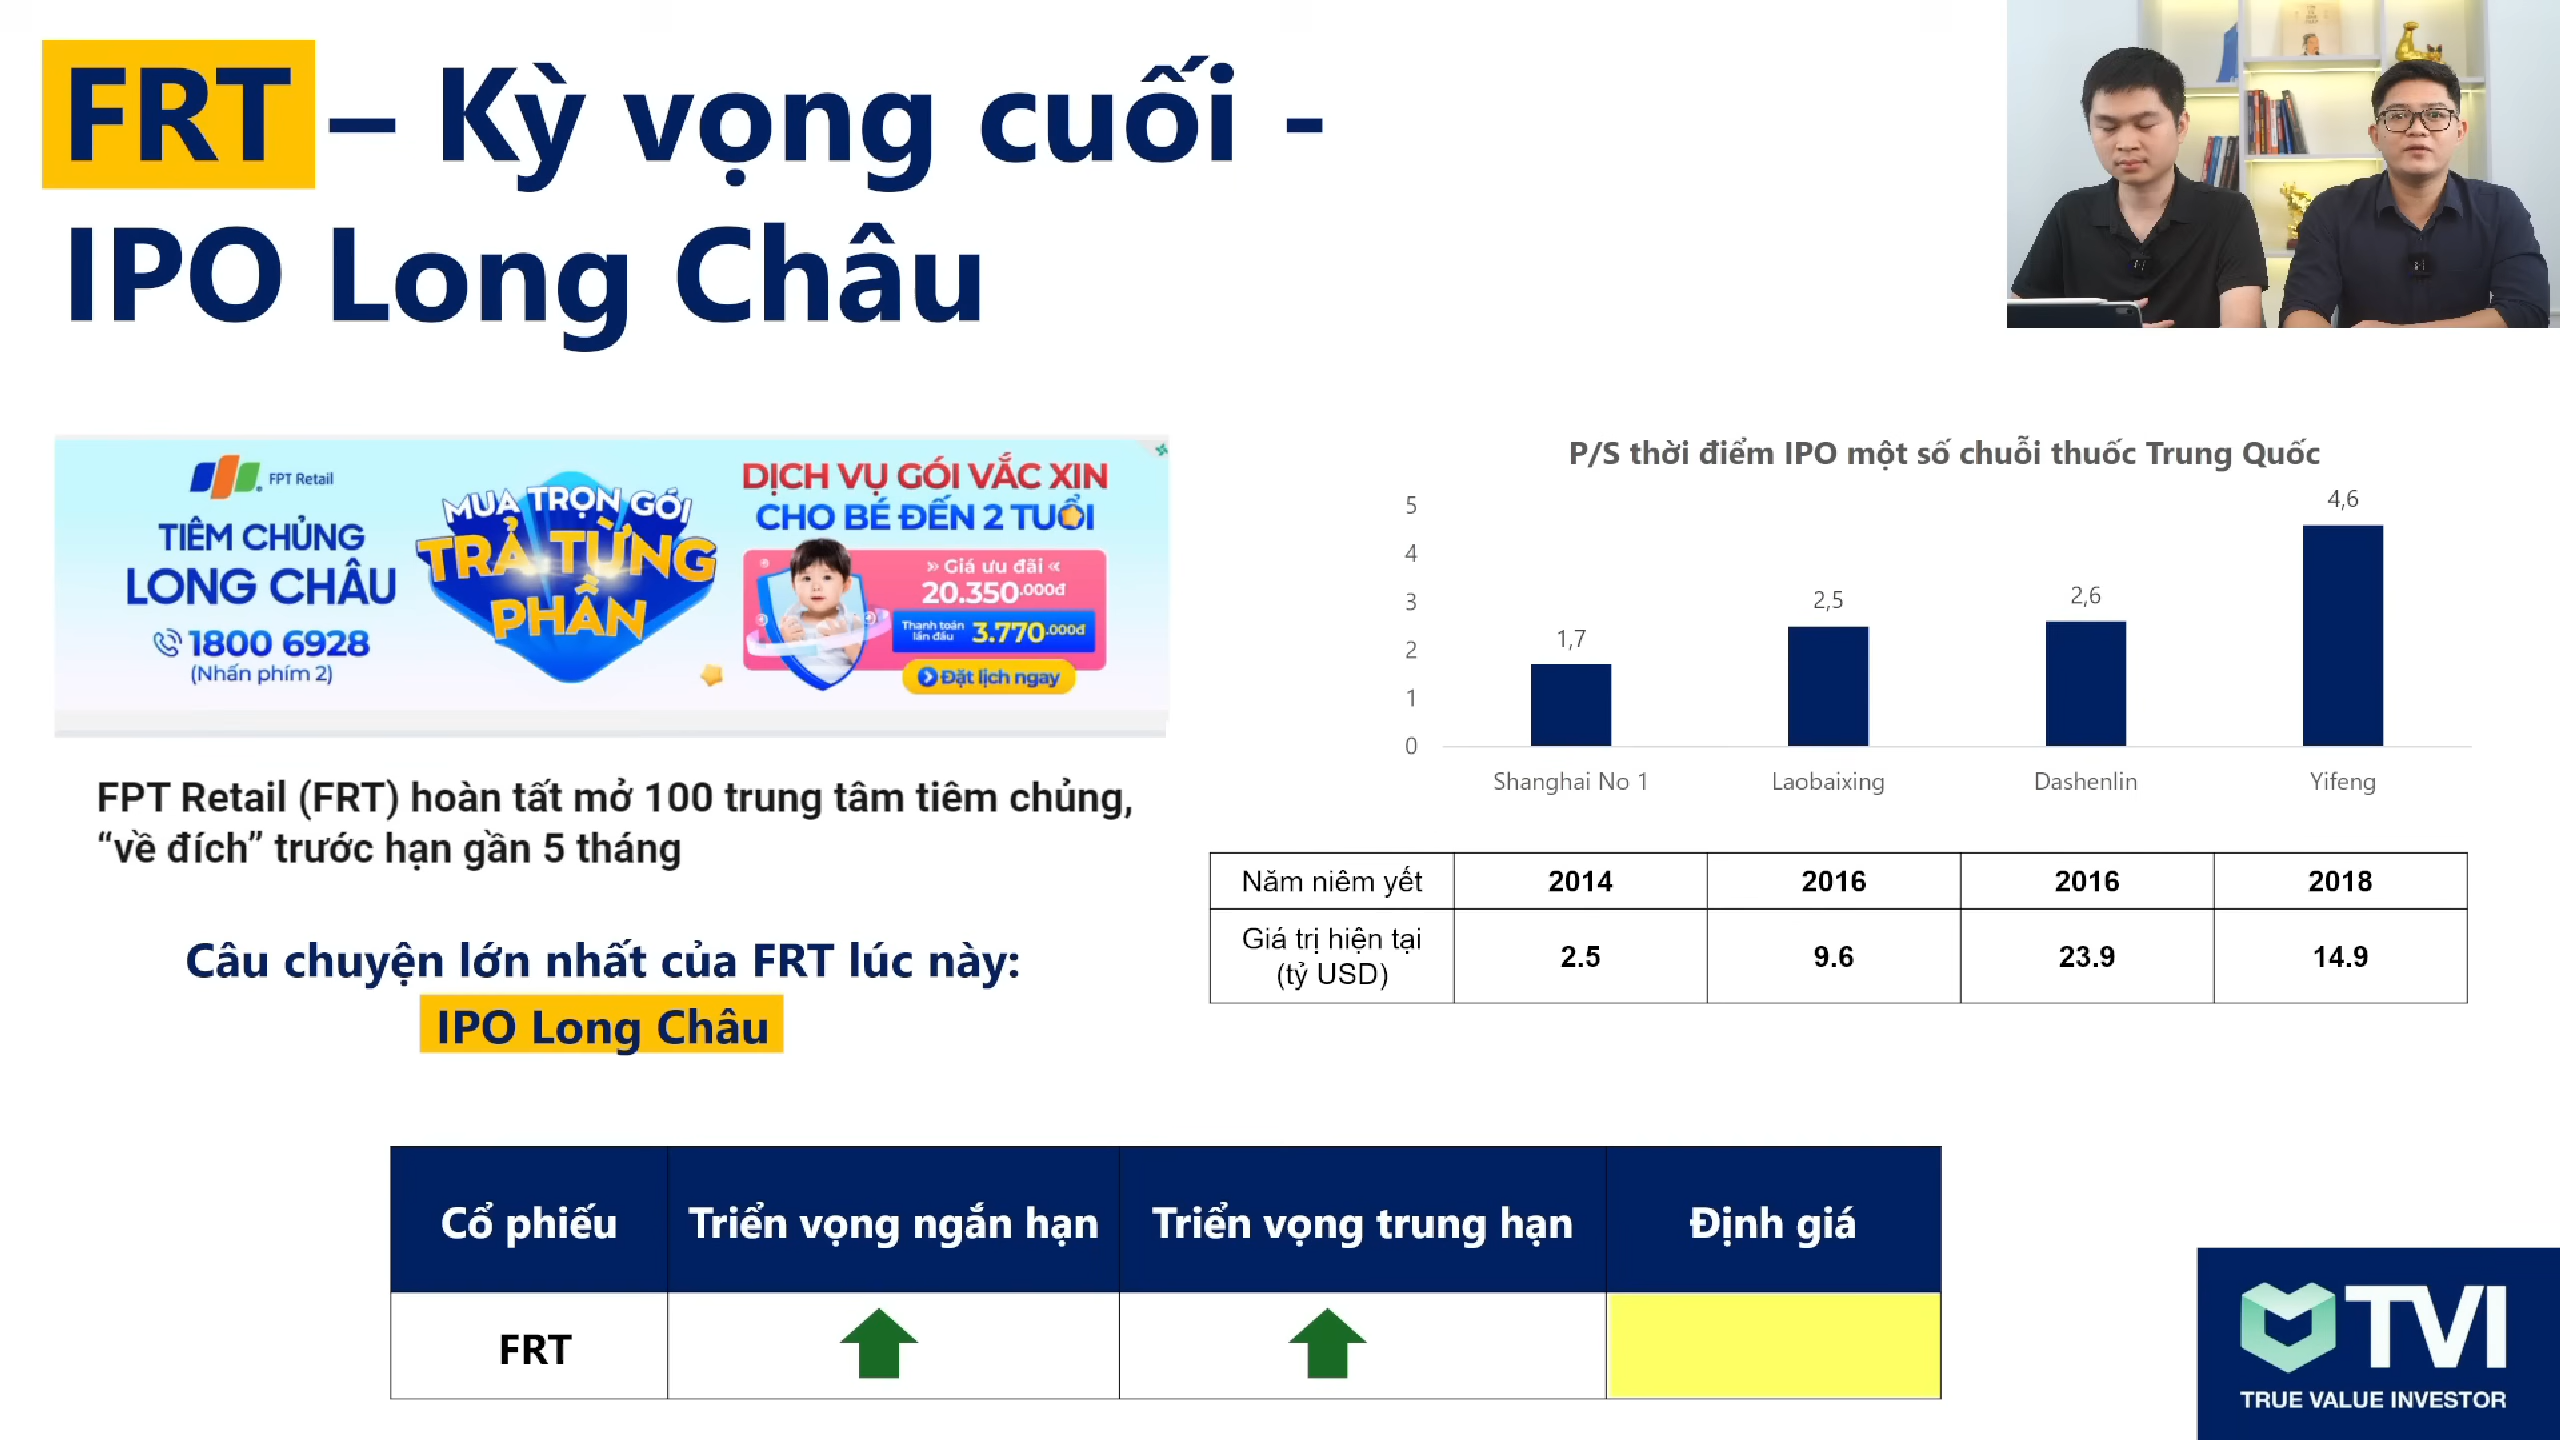 FRT – Kỳ vọng cuối -
IPO Long Châu
FPT Retail
TIÊM CHỦNG
LONG CHÂU
1800 6928
(Nhấn phím 2)
MUA TRỌN GÓI
TRẢ TỪNG
PHẦN
DỊCH VỤ GÓI VẮC XIN
CHO BÉ ĐẾN 2 TUỔI
» Giá ưu đãi «
20.350.000đ
Thanh toán
lần đầu
3.770.000đ
Đặt lịch ngay
FPT Retail (FRT) hoàn tất mở 100 trung tâm tiêm chủng,
“về đích” trước hạn gần 5 tháng
Câu chuyện lớn nhất của FRT lúc này:
IPO Long Châu
P/S thời điểm IPO một số chuỗi thuốc Trung Quốc
5
4
3
2
1
0
1,7
2,5
2,6
4,6
Shanghai No 1
Laobaixing
Dashenlin
Yifeng
Năm niêm yết 2014 2016 2016 2018
Giá trị hiện tại
(tỷ USD) 2.5 9.6 23.9 14.9
Cổ phiếu Triển vọng ngắn hạn Triển vọng trung hạn Định giá
FRT
TVI
TRUE VALUE INVESTOR